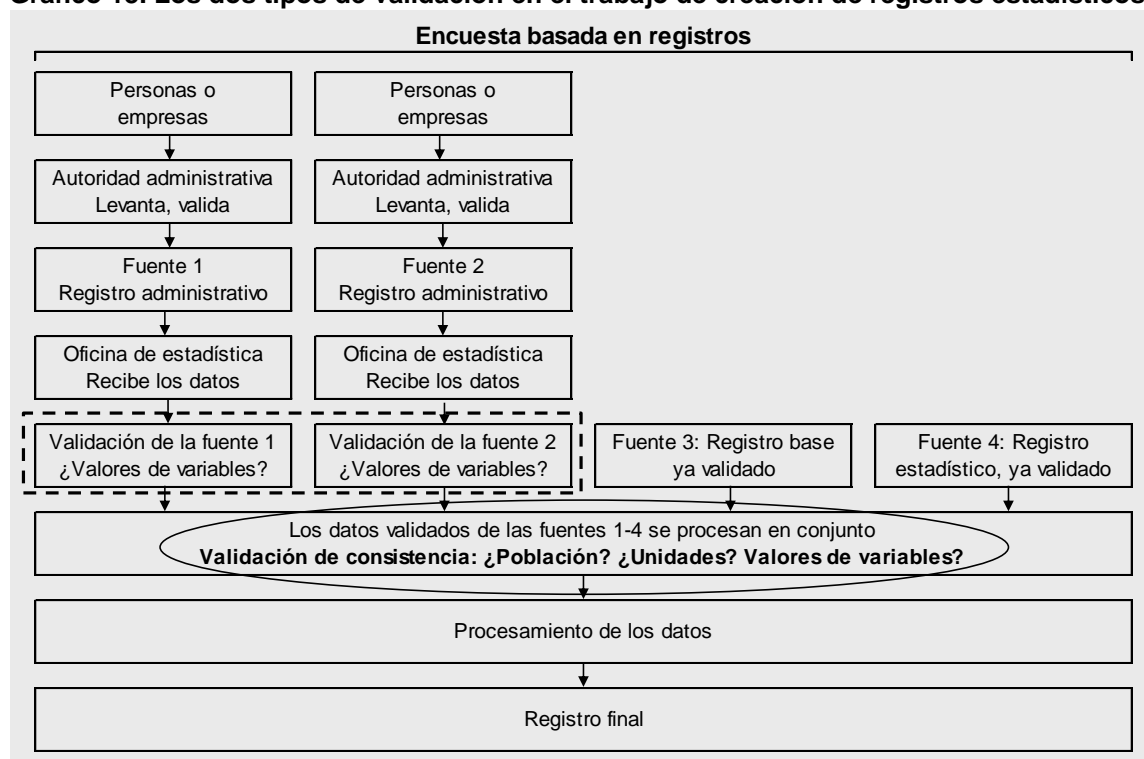 Gráfico 10. Los dos tipos de validación en el trabajo de creación de registros estadísticos
Encuesta basada en registros
Personas o
empresas
Personas o
empresas
Autoridad administrativa
Levanta, valida
Autoridad administrativa
Levanta, valida
Fuente 1
Registro administrativo
Fuente 2
Registro administrativo
Oficina de estadística
Recibe los datos
Oficina de estadística
Recibe los datos
Validación de la fuente 1
¿Valores de variables?
Validación de la fuente 2
¿Valores de variables?
Fuente 3: Registro base
ya validado
Fuente 4: Registro
estadístico, ya validado
Los datos validados de las fuentes 1-4 se procesan en conjunto
Validación de consistencia: ¿Población? ¿Unidades? Valores de variables?
Procesamiento de los datos
Registro final